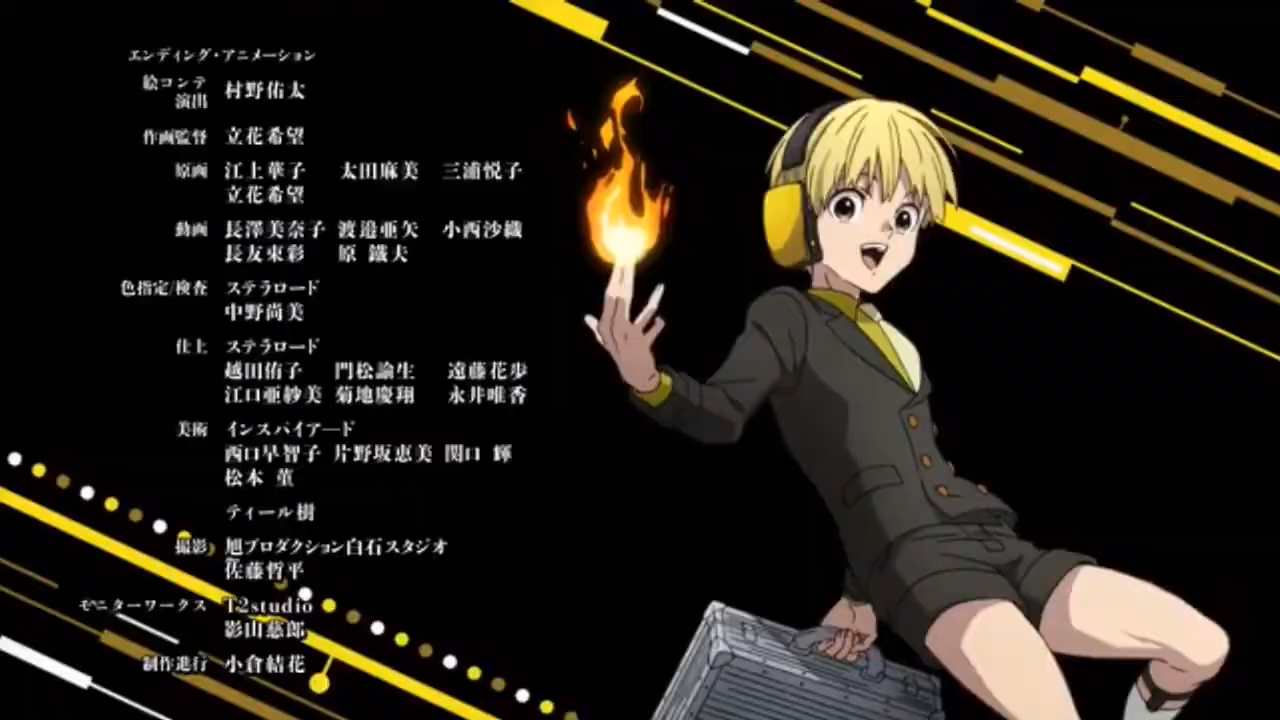 エンディング・アニメーション
絵コンテ
演出
村野佑太
作画監督 立花希望
原画 江上華子 太田麻美 三浦悦子
立花希望
動画 長澤美奈子 渡邉亜矢 小西沙織
長友束彩 原 鐵夫
色指定/検査 ステラロード
中野尚美
仕上 ステラロード
越田侑子 門松諭生 遠藤花歩
江口亜紗美 菊地慶翔 永井唯香
美術 インスパイアード
西口早智子 片野坂恵美 関口 輝
松本 菫
ティール樹
撮影 旭プロダクション白石スタジオ
佐藤哲平
モニターワークス T2studio
影山慈郎
制作進行 小倉結花